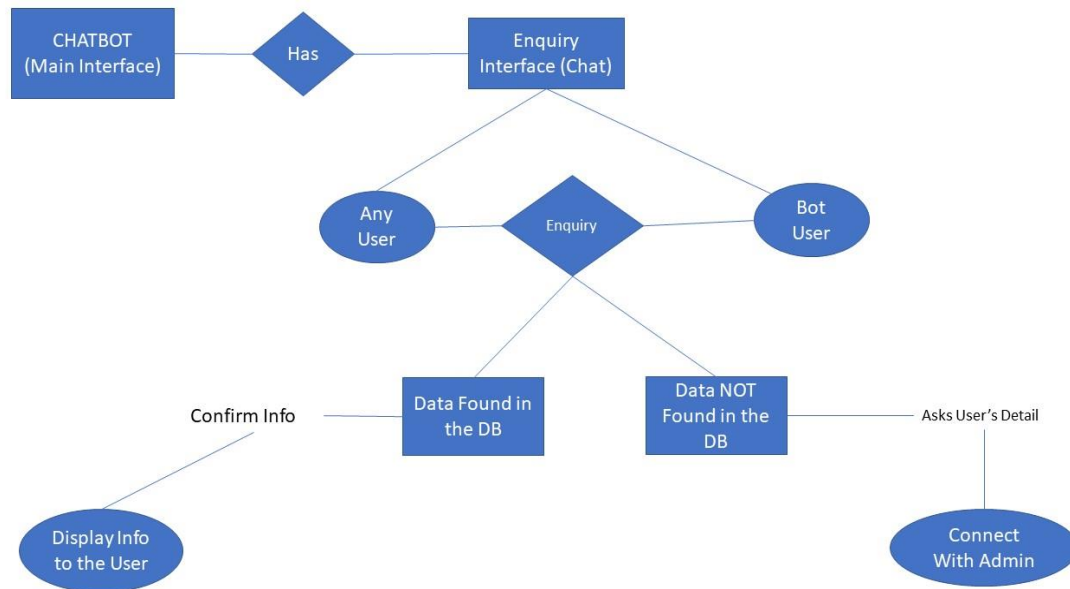 CHATBOT
(Main Interface)
Has
Enquiry
Interface (Chat)
Any
User
Enquiry
Bot
User
Confirm Info
Data Found in
the DB
Data NOT
Found in the
DB
Asks User's Detail
Display Info
to the User
Connect
With Admin